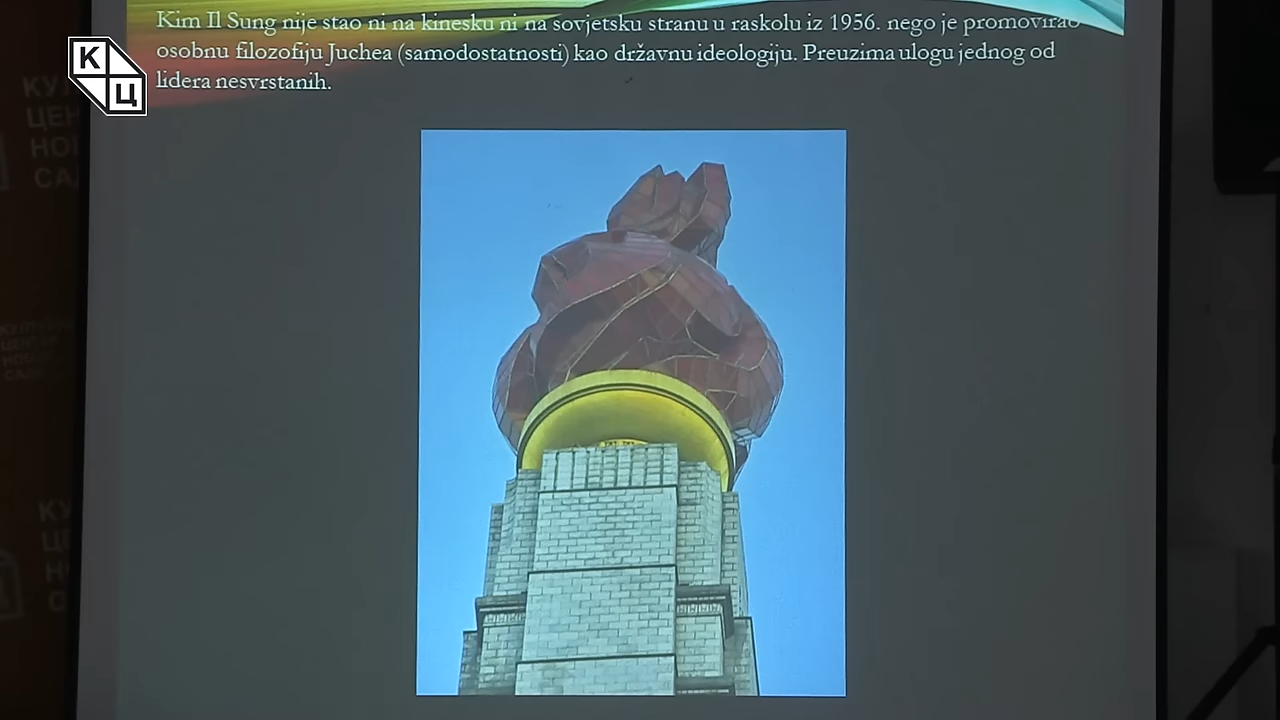 Kim Il Sung nije stao ni na kinesku ni na sovjetsku stranu u raskolu iz 1956. nego je promovirao
osobnu filozofiju Juchea (samodostatnosti) kao državnu ideologiju. Preuzima ulogu jednog od
lidera nesvrstanih.
К
Ц